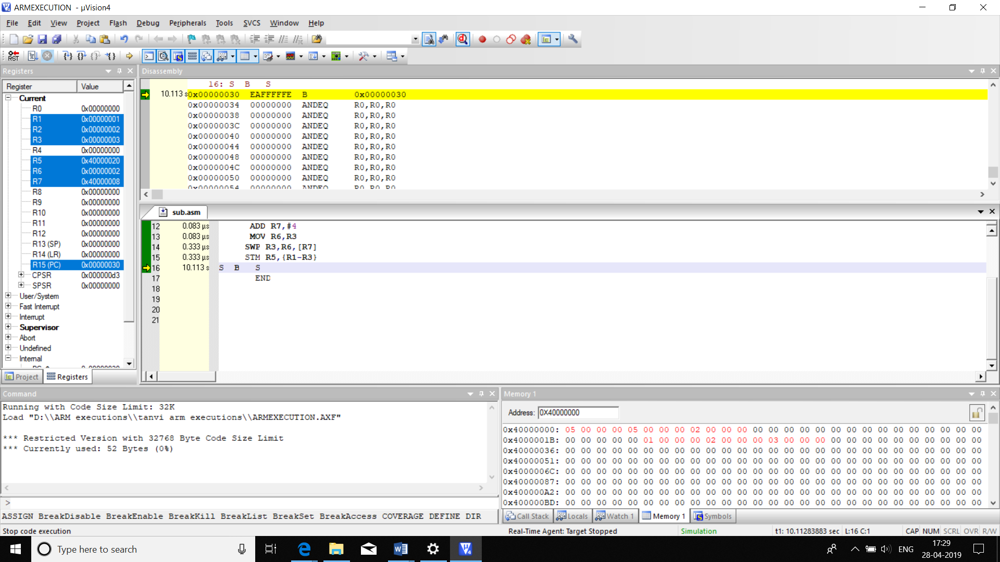 ARMEXECUTION - µVision4
File Edit View Project Flash Debug Peripherals Tools SVCS Window Help
RST
Registers
Register Value
Current
R0 0x00000000
R1 0x00000001
R2 0x00000002
R3 0x00000003
R4 0x00000000
R5 0x40000020
R6 0x00000002
R7 0x40000008
R8 0x00000000
R9 0x00000000
R10 0x00000000
R11 0x00000000
R12 0x00000000
R13 (SP) 0x00000000
R14 (LR) 0x00000000
R15 (PC) 0x00000030
CPSR 0x000000d3
SPSR 0x00000000
User/System
Fast Interrupt
Interrupt
Supervisor
Abort
Undefined
Internal
Project Registers
Disassembly
16: S B S
10.113 s 0x00000030 EAFFFFFE B 0x00000030
0x00000034 00000000 ANDEQ R0,R0,R0
0x00000038 00000000 ANDEQ R0,R0,R0
0x0000003C 00000000 ANDEQ R0,R0,R0
0x00000040 00000000 ANDEQ R0,R0,R0
0x00000044 00000000 ANDEQ R0,R0,R0
0x00000048 00000000 ANDEQ R0,R0,R0
0x0000004C 00000000 ANDEQ R0,R0,R0
0x00000050 00000000 ANDEQ R0,R0,R0
0x00000054 00000000 ANDEQ R0,R0,R0
sub.asm
12 0.083 µs ADD R7,#4
13 0.083 µs MOV R6,R3
14 0.333 µs SWP R3,R6,[R7]
15 0.333 µs STM R5,{R1-R3}
16 10.113 s S B S
17 END
18
19
20
21
Command
Running with Code Size Limit: 32K
Load "D:\\ARM executions\\tanvi arm executions\\ARMEXECUTION.AXF"
*** Restricted Version with 32768 Byte Code Size Limit
*** Currently used: 52 Bytes (0%)
>
ASSIGN BreakDisable BreakEnable BreakKill BreakList BreakSet BreakAccess COVERAGE DEFINE DIR
Memory 1
Address: 0X40000000
0x40000000: 05 00 00 00 05 00 00 00 02 00 00 00 00 00 00 00 00 00 00 00 00 00 00 00 00 00 00
0x4000001B: 00 00 00 00 00 01 00 00 00 02 00 00 00 03 00 00 00 00 00 00 00 00 00 00 00 00 00
0x40000036: 00 00 00 00 00 00 00 00 00 00 00 00 00 00 00 00 00 00 00 00 00 00 00 00 00 00 00
0x40000051: 00 00 00 00 00 00 00 00 00 00 00 00 00 00 00 00 00 00 00 00 00 00 00 00 00 00 00
0x4000006C: 00 00 00 00 00 00 00 00 00 00 00 00 00 00 00 00 00 00 00 00 00 00 00 00 00 00 00
0x40000087: 00 00 00 00 00 00 00 00 00 00 00 00 00 00 00 00 00 00 00 00 00 00 00 00 00 00 00
0x400000A2: 00 00 00 00 00 00 00 00 00 00 00 00 00 00 00 00 00 00 00 00 00 00 00 00 00 00 00
0x400000BD: 00 00 00 00 00 00 00 00 00 00 00 00 00 00 00 00 00 00 00 00 00 00 00 00 00 00 00
Call Stack Locals Watch 1 Memory 1 Symbols
Stop code execution Real-Time Agent: Target Stopped Simulation t1: 10.11283883 sec L:16 C:1 CAP NUM SCRL OVR R/W
Type here to search
ENG
17:29
28-04-2019